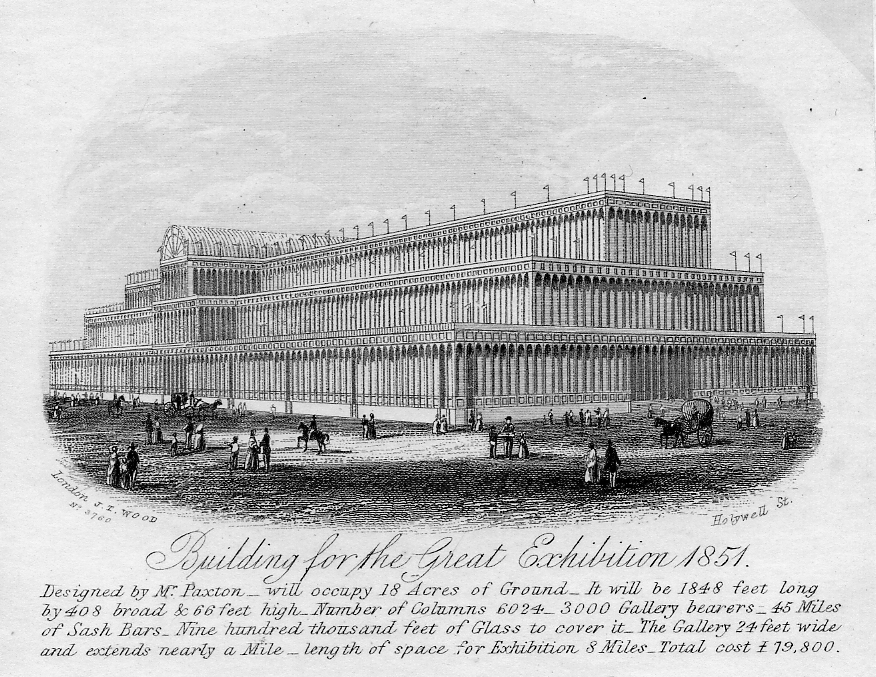 London J.T. WOOD
No. 3760
Holywell St.
Building for the Great Exhibition 1851.
Designed by Mr. Paxton _ will occupy 18 Acres of Ground _ It will be 1848 feet long
by 408 broad & 66 feet high _ Number of Columns 6024 _ 3000 Gallery bearers _ 45 Miles
of Sash Bars _ Nine hundred thousand feet of Glass to cover it _ The Gallery 24 feet wide
and extends nearly a Mile _ length of space for Exhibition 8 Miles _ Total cost £79,800.